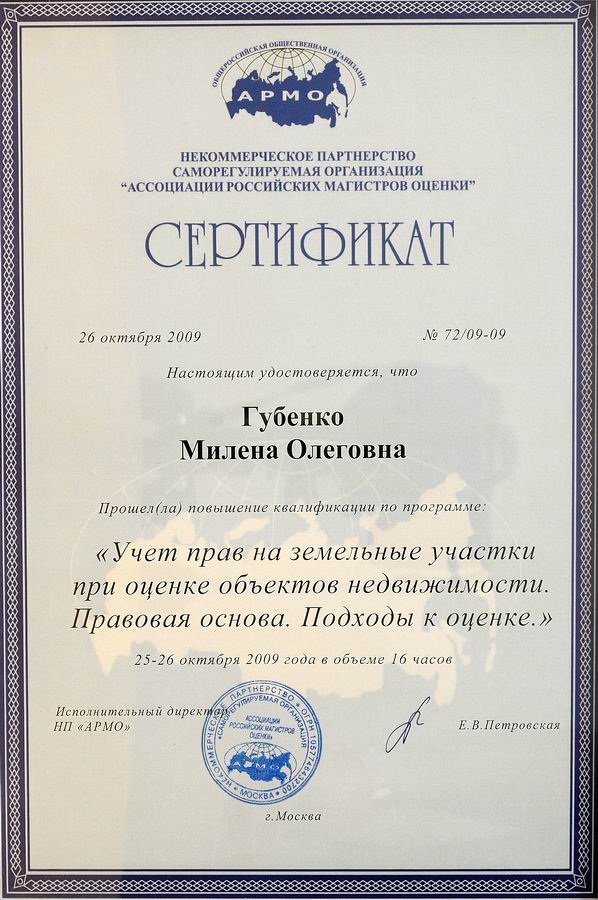 ОБЩЕРОССИЙСКАЯ ОБЩЕСТВЕННАЯ ОРГАНИЗАЦИЯ
АРМО
НЕКОММЕРЧЕСКОЕ ПАРТНЕРСТВО
САМОРЕГУЛИРУЕМАЯ ОРГАНИЗАЦИЯ
“АССОЦИАЦИИ РОССИЙСКИХ МАГИСТРОВ ОЦЕНКИ”
СЕРТИФИКАТ
26 октября 2009 № 72/09-09
Настоящим удостоверяется, что
Губенко
Милена Олеговна
Прошел(ла) повышение квалификации по программе:
«Учет прав на земельные участки
при оценке объектов недвижимости.
Правовая основа. Подходы к оценке.»
25-26 октября 2009 года в объеме 16 часов
Исполнительный директор
НП «АРМО»
Е.В.Петровская
НЕКОММЕРЧЕСКОЕ ПАРТНЕРСТВО
САМОРЕГУЛИРУЕМАЯ ОРГАНИЗАЦИЯ
АССОЦИАЦИИ
РОССИЙСКИХ МАГИСТРОВ
ОЦЕНКИ»
АРМО
МОСКВА
г.Москва